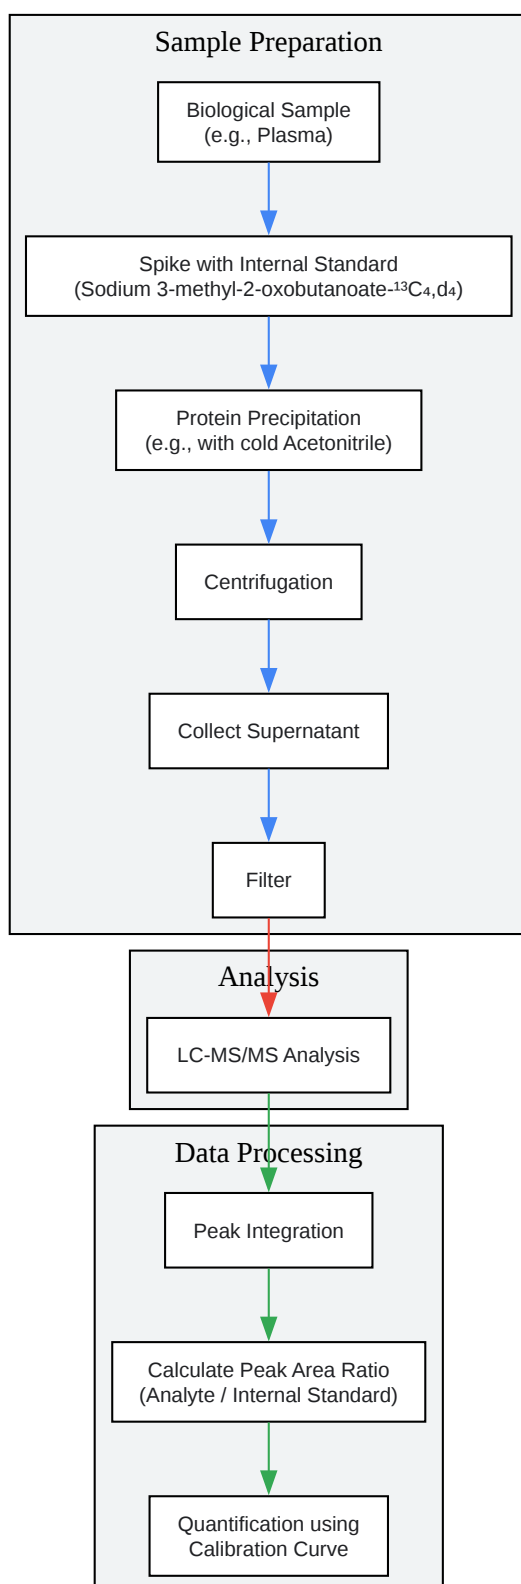 Sample Preparation
Biological Sample
(e.g., Plasma)
Spike with Internal Standard
(Sodium 3-methyl-2-oxobutanoate-¹³C₄,d₄)
Protein Precipitation
(e.g., with cold Acetonitrile)
Centrifugation
Collect Supernatant
Filter
Analysis
LC-MS/MS Analysis
Data Processing
Peak Integration
Calculate Peak Area Ratio
(Analyte / Internal Standard)
Quantification using
Calibration Curve